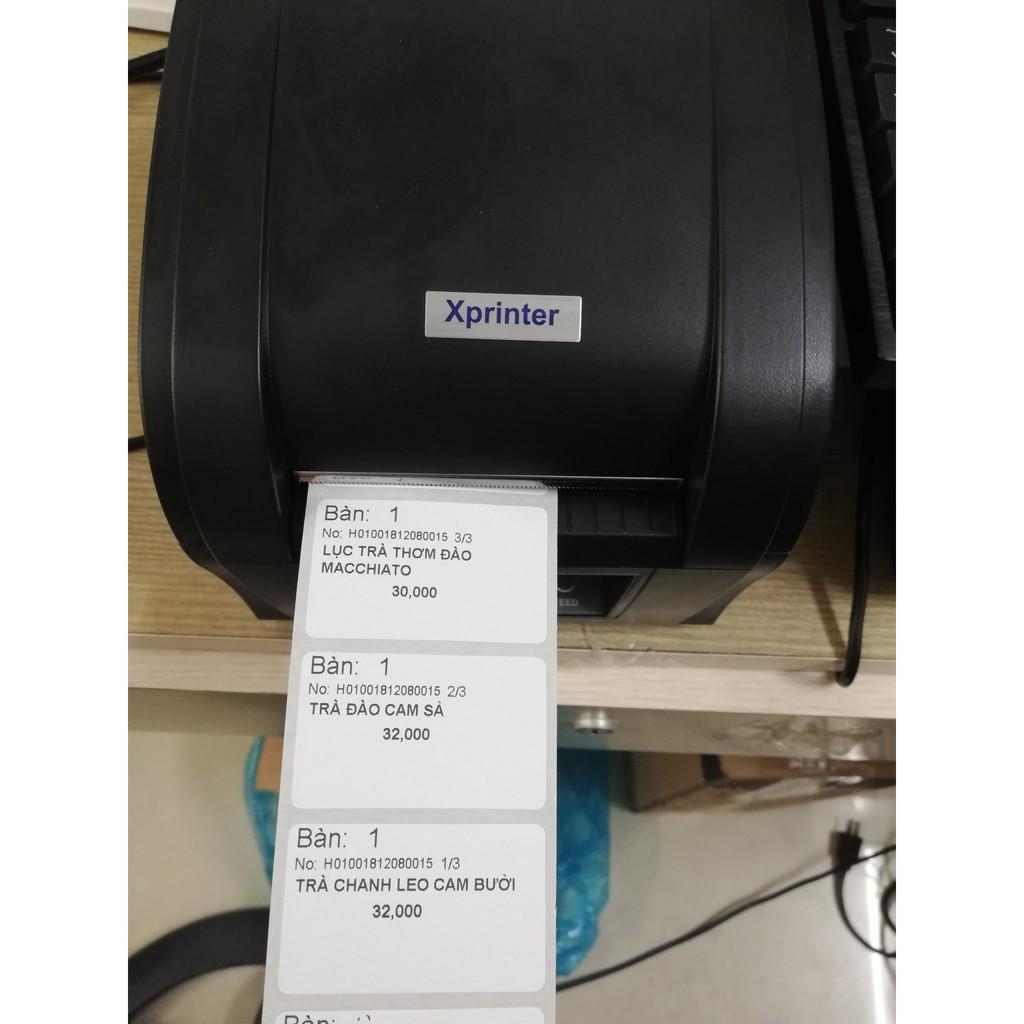 Xprinter
Bàn: 1
No: H01001812080015 3/3
LỤC TRÀ THƠM ĐÀO
MACCHIATO
30,000
EED
Bàn: 1
No: H01001812080015 2/3
TRÀ ĐÀO CAM SẢ
32,000
Bàn: 1
No: H01001812080015 1/3
TRÀ CHANH LEO CAM BƯỞI
32,000
Bàn: